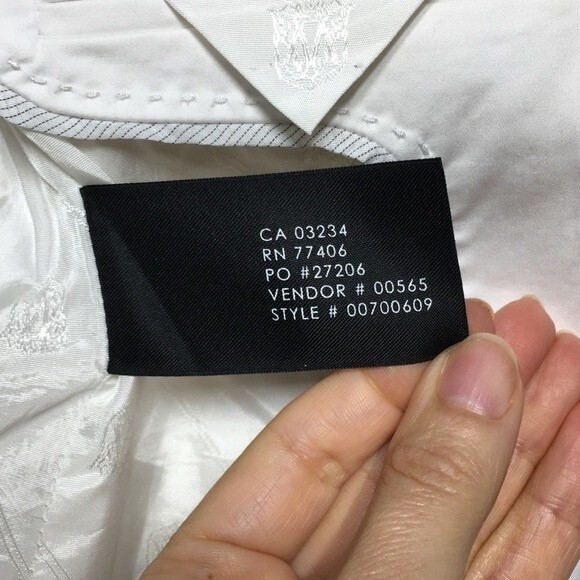 CA 03234
RN 77406
PO #27206
VENDOR # 00565
STYLE # 00700609